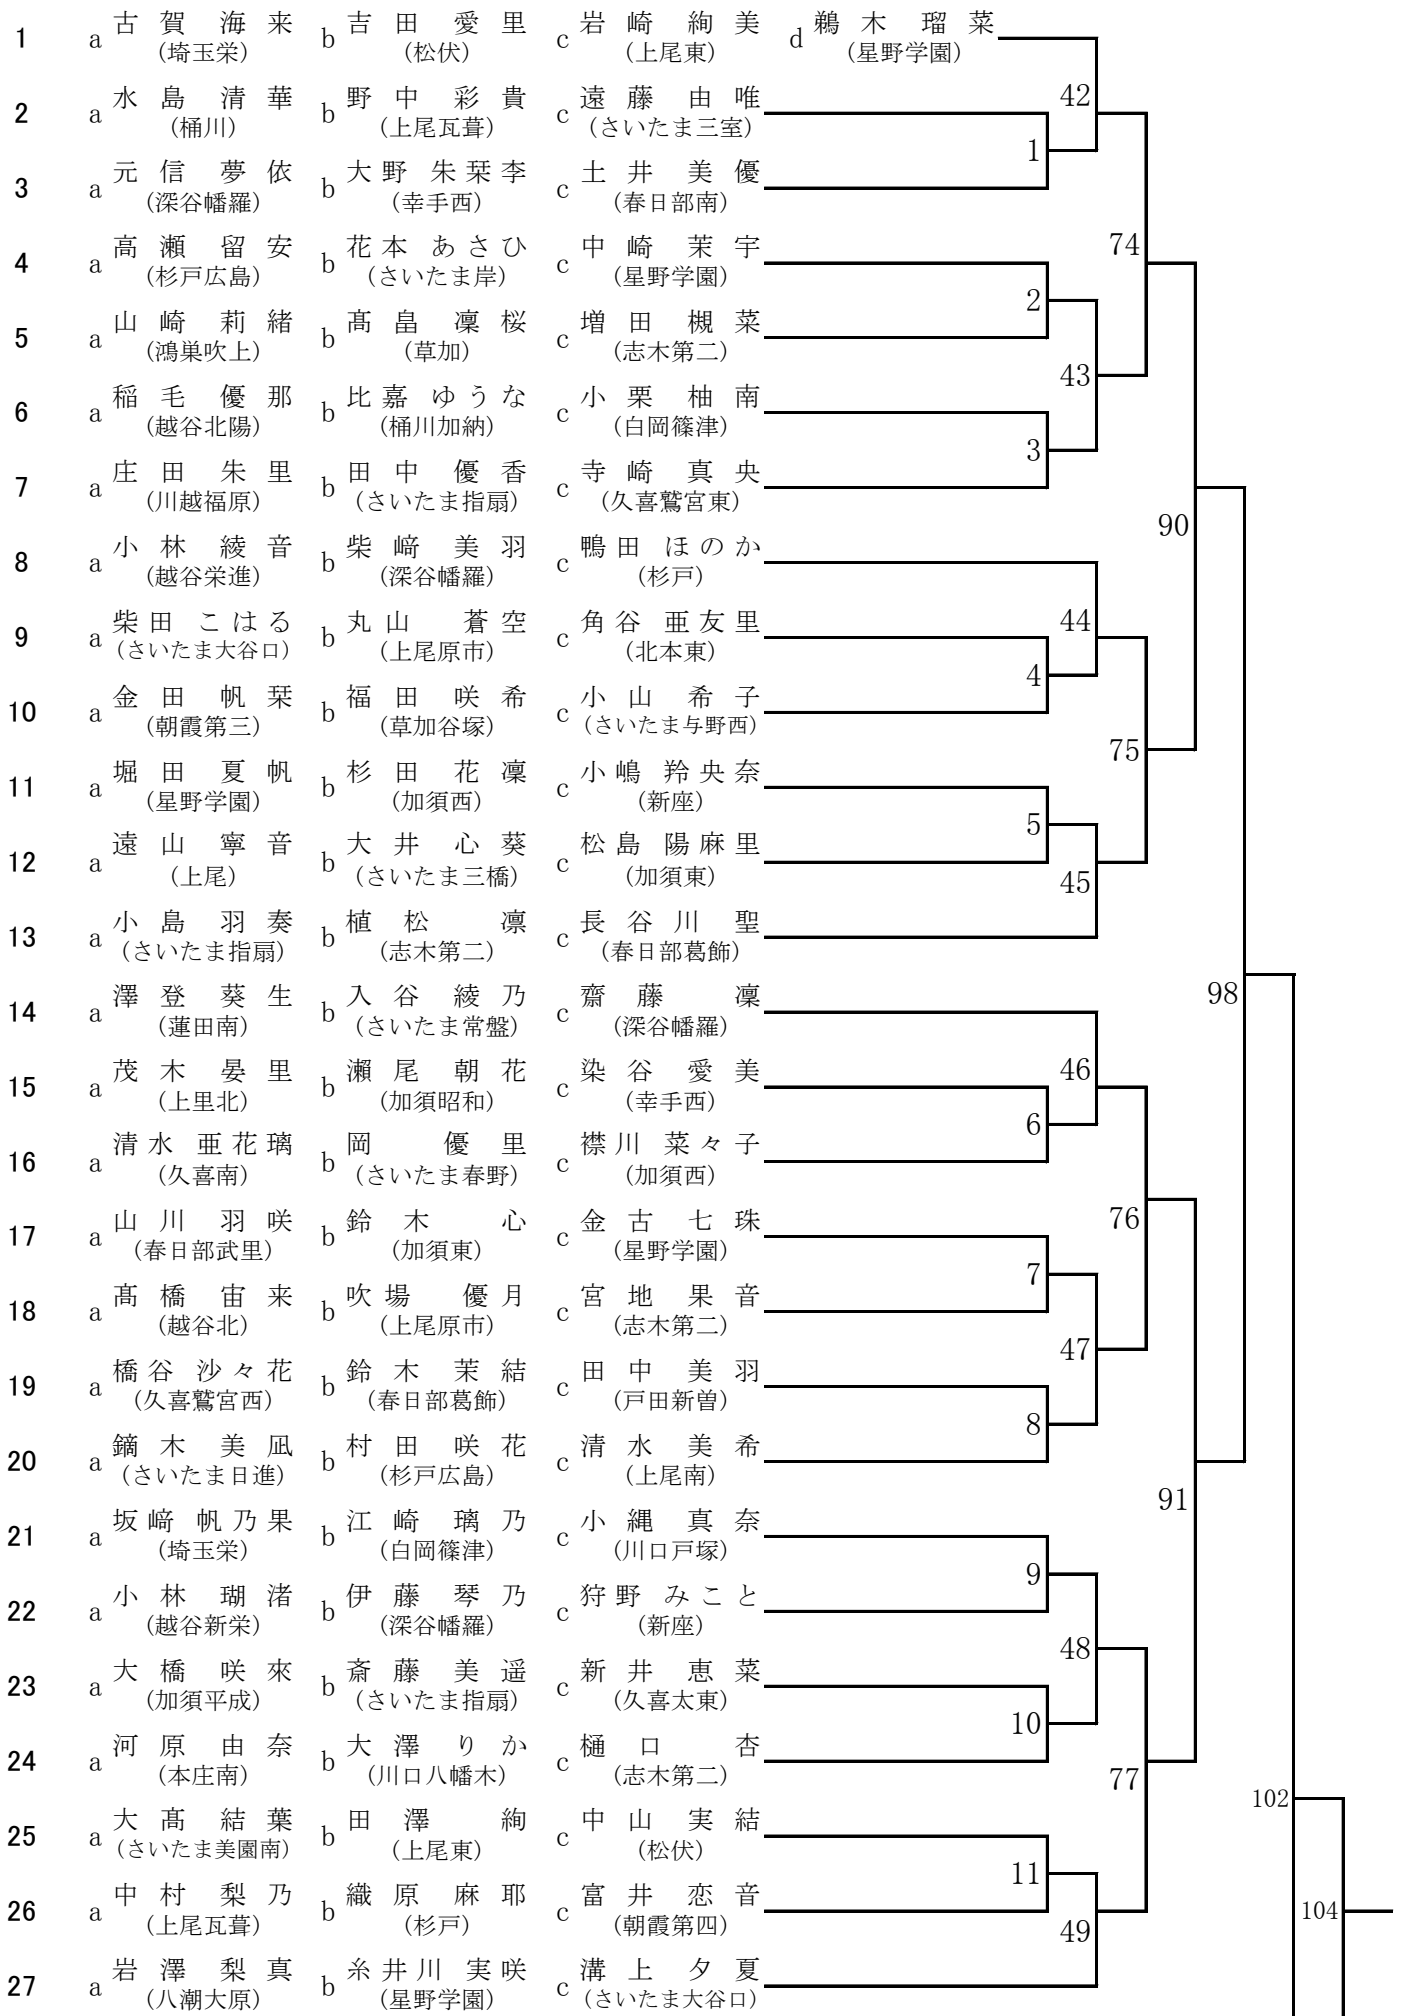 1 a 古賀 海来 b 吉田 愛里 c 岩崎 絢美 d 鵜木 瑠菜
(埼玉栄) (松伏) (上尾東) (星野学園)
42
2 a 水島 清華 b 野中 彩貴 c 遠藤 由唯
(桶川) (上尾瓦葺) (さいたま三室)
1
3 a 元信 夢依 b 大野 朱栞李 c 土井 美優
(深谷幡羅) (幸手西) (春日部南)
74
4 a 高瀬 留安 b 花本 あさひ c 中崎 茉宇
(杉戸広島) (さいたま岸) (星野学園)
2
5 a 山崎 莉緒 b 髙畠 凜桜 c 増田 槻菜
(鴻巣吹上) (草加) (志木第二)
43
6 a 稲毛 優那 b 比嘉 ゆうな c 小栗 柚南
(越谷北陽) (桶川加納) (白岡篠津)
3
7 a 庄田 朱里 b 田中 優香 c 寺崎 真央
(川越福原) (さいたま指扇) (久喜鷲宮東)
90
8 a 小林 綾音 b 柴﨑 美羽 c 鴨田 ほのか
(越谷栄進) (深谷幡羅) (杉戸)
44
9 a 柴田 こはる b 丸山 蒼空 c 角谷 亜友里
(さいたま大谷口) (上尾原市) (北本東)
4
10 a 金田 帆栞 b 福田 咲希 c 小山 希子
(朝霞第三) (草加谷塚) (さいたま与野西)
75
11 a 堀田 夏帆 b 杉田 花凜 c 小嶋 羚央奈
(星野学園) (加須西) (新座)
5
12 a 遠山 寧音 b 大井 心葵 c 松島 陽麻里
(上尾) (さいたま三橋) (加須東)
45
13 a 小島 羽奏 b 植松 凛 c 長谷川 聖
(さいたま指扇) (志木第二) (春日部葛飾)
98
14 a 澤登 葵生 b 入谷 綾乃 c 齋藤 凜
(蓮田南) (さいたま常盤) (深谷幡羅)
46
15 a 茂木 晏里 b 瀬尾 朝花 c 染谷 愛美
(上里北) (加須昭和) (幸手西)
6
16 a 清水 亜花璃 b 岡 優里 c 襟川 菜々子
(久喜南) (さいたま春野) (加須西)
76
17 a 山川 羽咲 b 鈴木 心 c 金古 七珠
(春日部武里) (加須東) (星野学園)
7
18 a 髙橋 宙来 b 吹場 優月 c 宮地 果音
(越谷北) (上尾原市) (志木第二)
47
19 a 橋谷 沙々花 b 鈴木 茉結 c 田中 美羽
(久喜鷲宮西) (春日部葛飾) (戸田新曽)
8
20 a 鏑木 美凪 b 村田 咲花 c 清水 美希
(さいたま日進) (杉戸広島) (上尾南)
91
21 a 坂﨑 帆乃果 b 江崎 璃乃 c 小縄 真奈
(埼玉栄) (白岡篠津) (川口戸塚)
9
22 a 小林 瑚渚 b 伊藤 琴乃 c 狩野 みこと
(越谷新栄) (深谷幡羅) (新座)
48
23 a 大橋 咲來 b 斎藤 美遥 c 新井 恵菜
(加須平成) (さいたま指扇) (久喜太東)
10
24 a 河原 由奈 b 大澤 りか c 樋口 杏
(本庄南) (川口八幡木) (志木第二)
77
102
25 a 大髙 結葉 b 田澤 絢 c 中山 実結
(さいたま美園南) (上尾東) (松伏)
11
26 a 中村 梨乃 b 織原 麻耶 c 富井 恋音
(上尾瓦葺) (杉戸) (朝霞第四)
104
49
27 a 岩澤 梨真 b 糸井川 実咲 c 溝上 夕夏
(八潮大原) (星野学園) (さいたま大谷口)